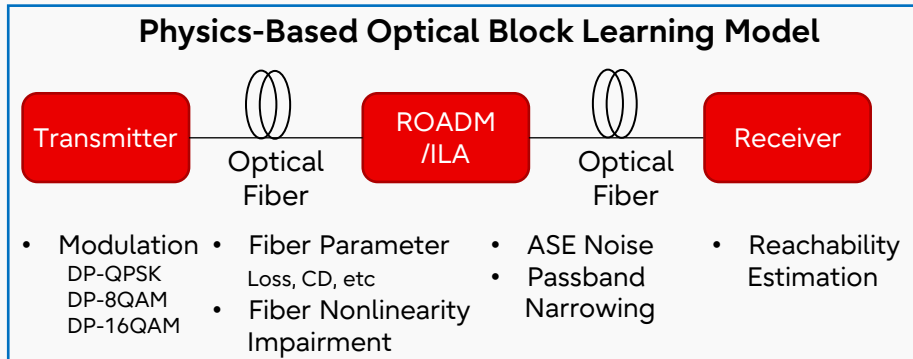 Physics-Based Optical Block Learning Model
Transmitter
Optical
Fiber
ROADM
/ILA
Optical
Fiber
Receiver
• Modulation
DP-QPSK
DP-8QAM
DP-16QAM
• Fiber Parameter
Loss, CD, etc
• Fiber Nonlinearity
Impairment
• ASE Noise
• Passband
Narrowing
• Reachability
Estimation